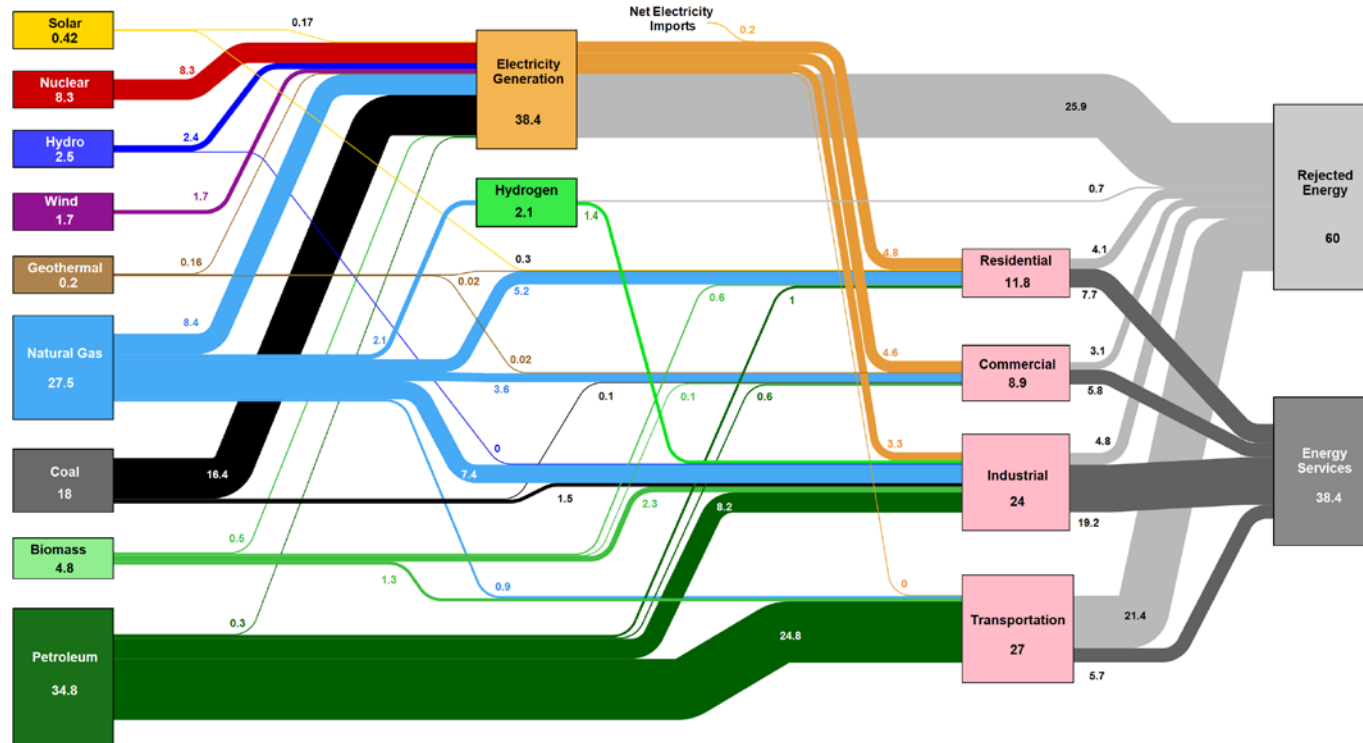 Solar
0.42
0.17
Net Electricity
Imports
0.2
Electricity
Generation
38.4
Nuclear
8.3
8.3
25.9
Rejected
Energy
60
Hydro
2.5
2.4
Wind
1.7
1.7
Hydrogen
2.1
1.4
0.7
Geothermal
0.2
0.16
0.02
0.3
5.2
4.8
Residential
11.8
4.1
7.7
Natural Gas
27.5
8.4
2.1
0.02
3.6
0.6
1
4.6
Commercial
8.9
3.1
5.8
0.1
0.1
0.6
Coal
18
16.4
1.5
0
7.4
3.3
Industrial
24
4.8
19.2
Energy
Services
38.4
2.3
8.2
Biomass
4.8
0.5
1.3
0.9
0
Transportation
27
21.4
5.7
Petroleum
34.8
0.3
24.8